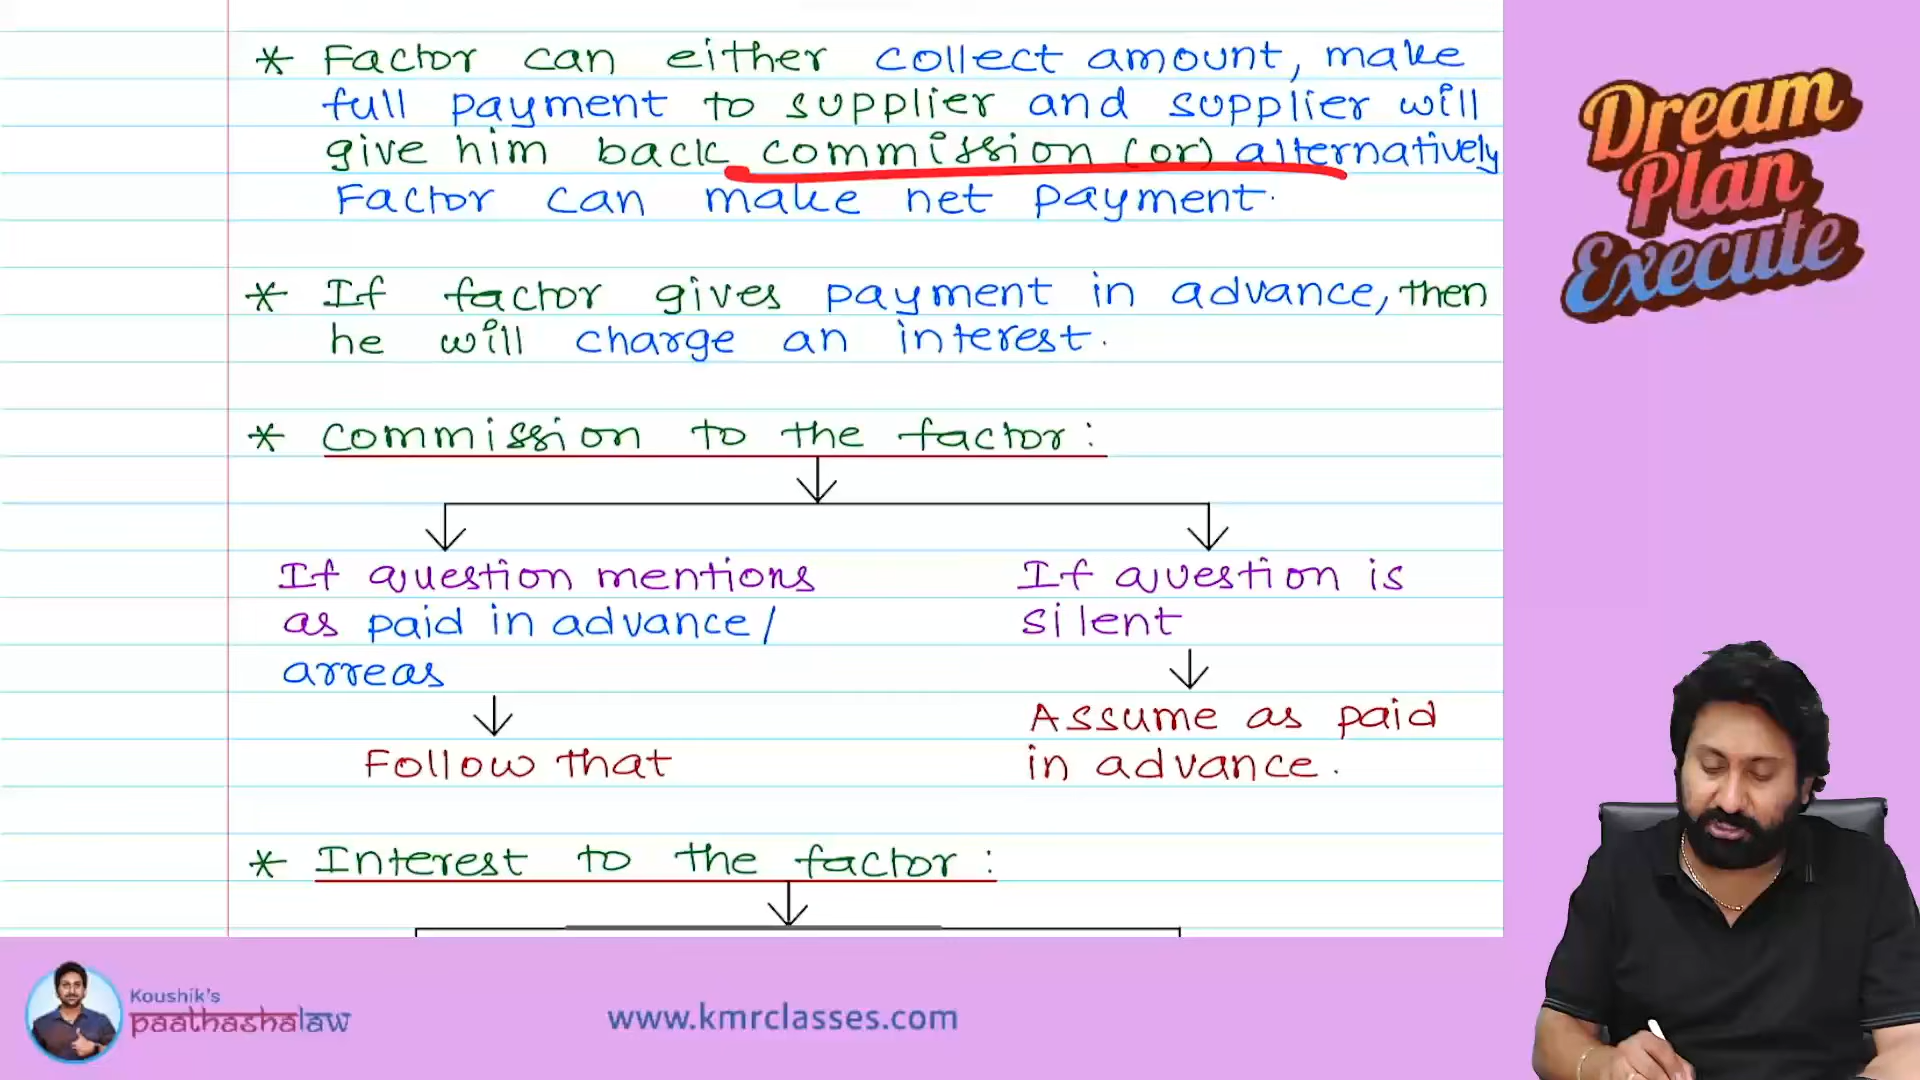 * Factor can either collect amount, make
full payment to supplier and supplier will
give him back commission (or) alternatively
Factor can make net payment.
* If factor gives payment in advance, then
he will charge an interest.
* Commission to the factor:
If question mentions
as paid in advance/
arreas
Follow that
If question is
silent
Assume as paid
in advance.
* Interest to the factor:
Dream
Plan
Execute
Koushik's
paathashalaw
www.kmrclasses.com